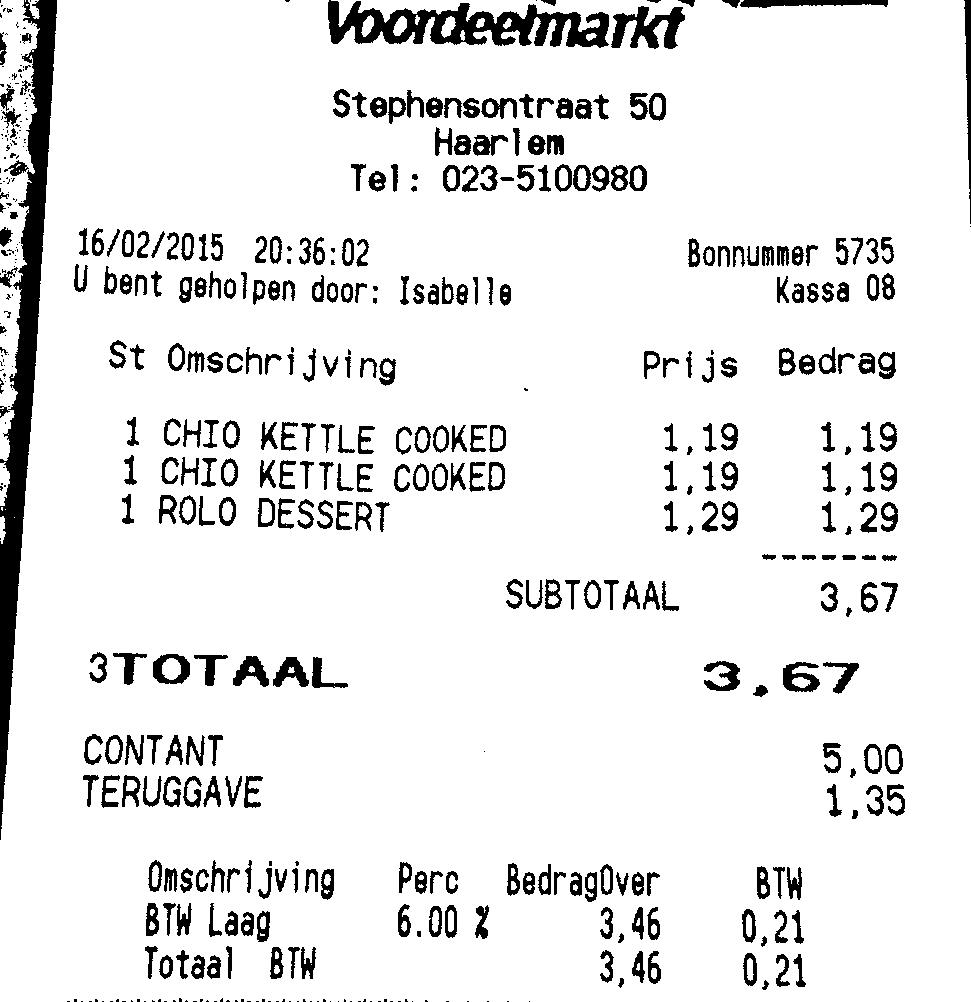 Voordeelmarkt
Stephensontraat 50
Haarlem
Tel: 023-5100980
16/02/2015 20:36:02 Bonnummer 5735
U bent geholpen door: Isabelle Kassa 08
St Omschrijving Prijs Bedrag
1 CHIO KETTLE COOKED 1,19 1,19
1 CHIO KETTLE COOKED 1,19 1,19
1 ROLO DESSERT 1,29 1,29
-------
SUBTOTAAL 3,67
3TOTAAL 3,67
CONTANT 5,00
TERUGGAVE 1,35
Omschrijving Perc BedragOver BTW
BTW Laag 6.00 % 3,46 0,21
Totaal BTW 3,46 0,21